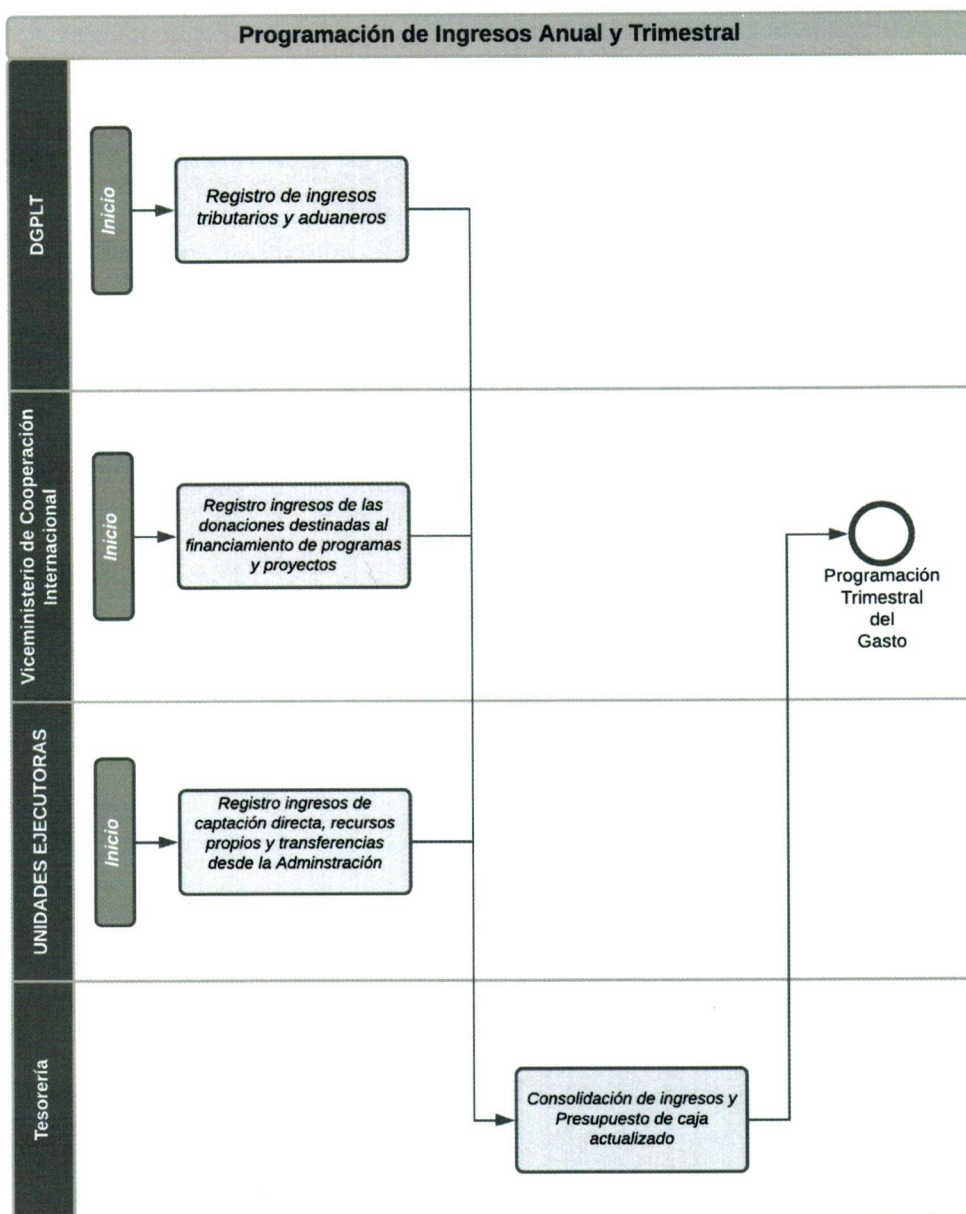 Programación de Ingresos Anual y Trimestral
DGPLT
Inicio
Registro de ingresos
tributarios y aduaneros
Viceministerio de Cooperación
Internacional
Inicio
Registro ingresos de las
donaciones destinadas al
financiamiento de programas
y proyectos
Programación
Trimestral
del
Gasto
UNIDADES EJECUTORAS
Inicio
Registro ingresos de
captación directa, recursos
propios y transferencias
desde la Adminstración
Tesorería
Consolidación de ingresos y
Presupuesto de caja
actualizado